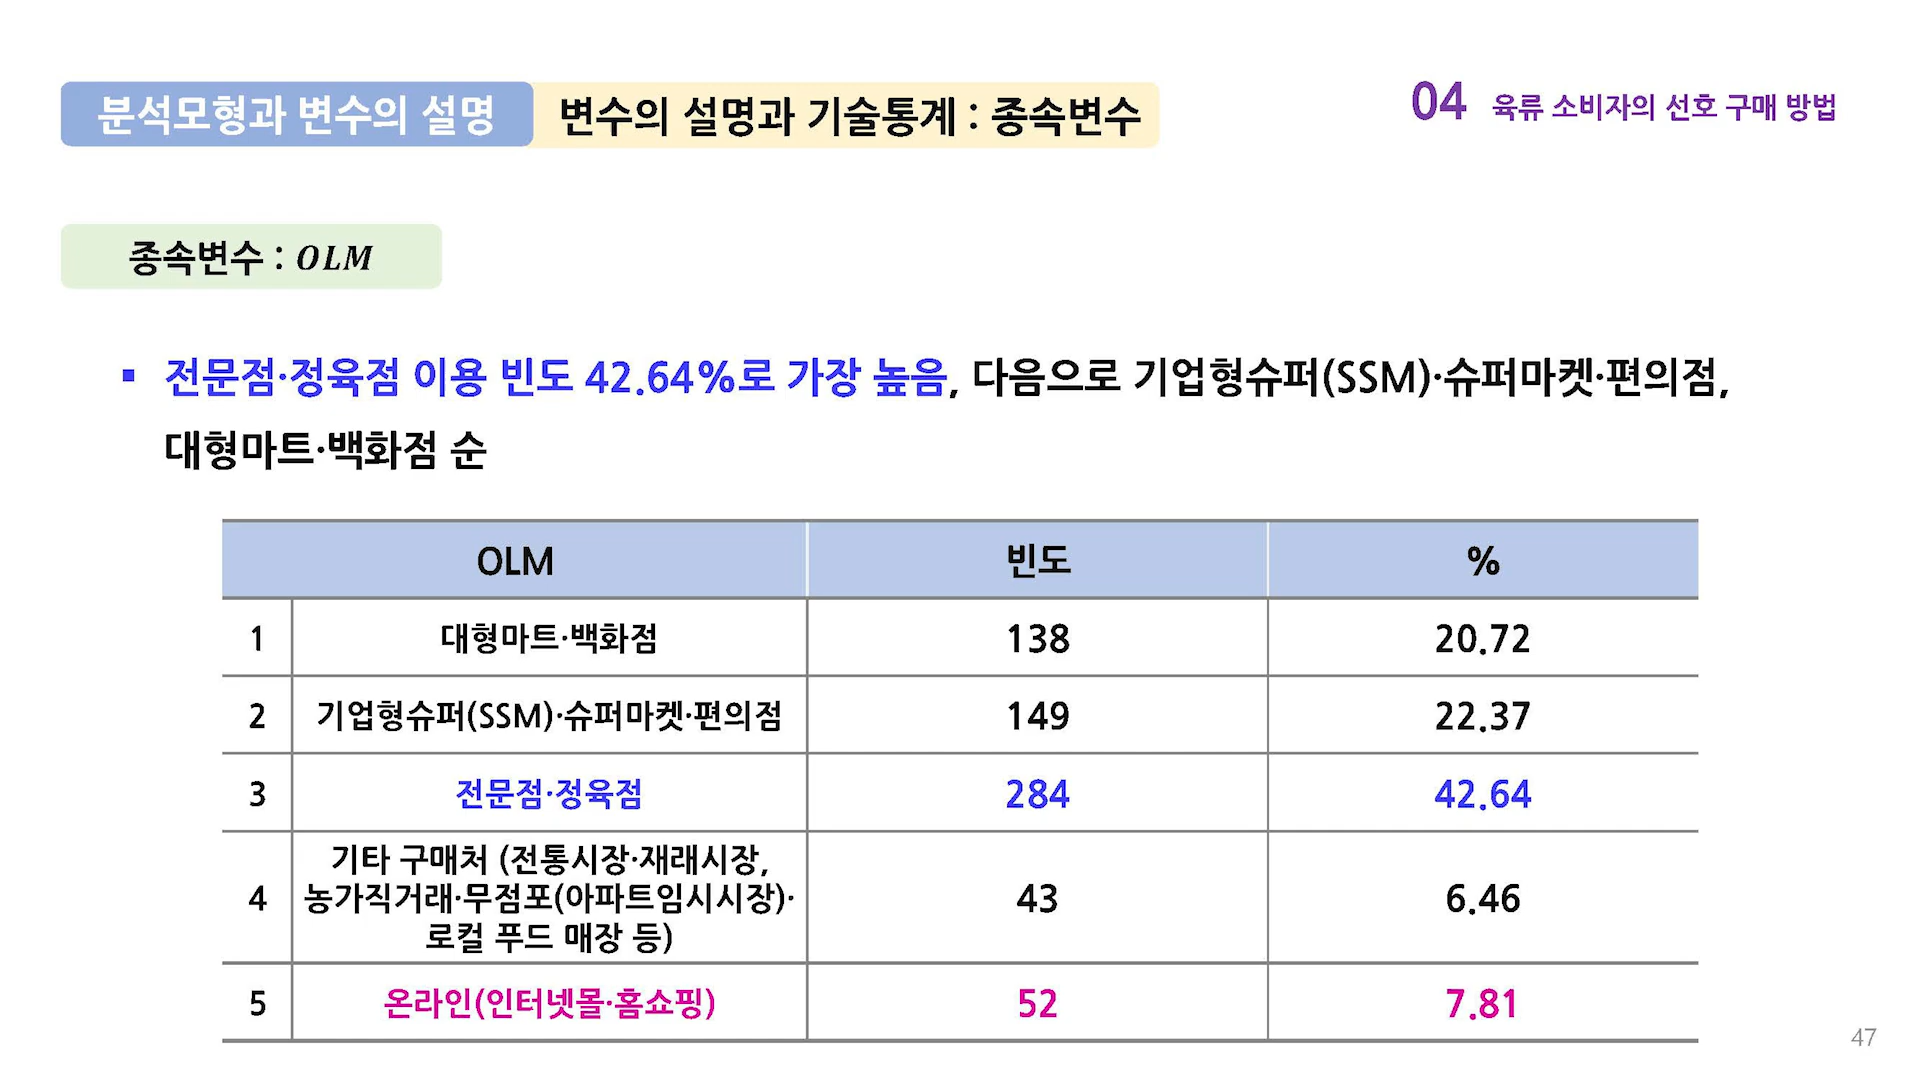 분석모형과 변수의 설명
변수의 설명과 기술통계 : 종속변수
04 육류 소비자의 선호 구매 방법
종속변수 : OLM
▪ 전문점·정육점 이용 빈도 42.64%로 가장 높음, 다음으로 기업형슈퍼(SSM)·슈퍼마켓·편의점,
대형마트·백화점 순
OLM 빈도 %
1 대형마트·백화점 138 20.72
2 기업형슈퍼(SSM)·슈퍼마켓·편의점 149 22.37
3 전문점·정육점 284 42.64
기타 구매처 (전통시장·재래시장,
4 농가직거래·무점포(아파트임시시장)· 43 6.46
로컬 푸드 매장 등)
5 온라인(인터넷몰·홈쇼핑) 52 7.81
47